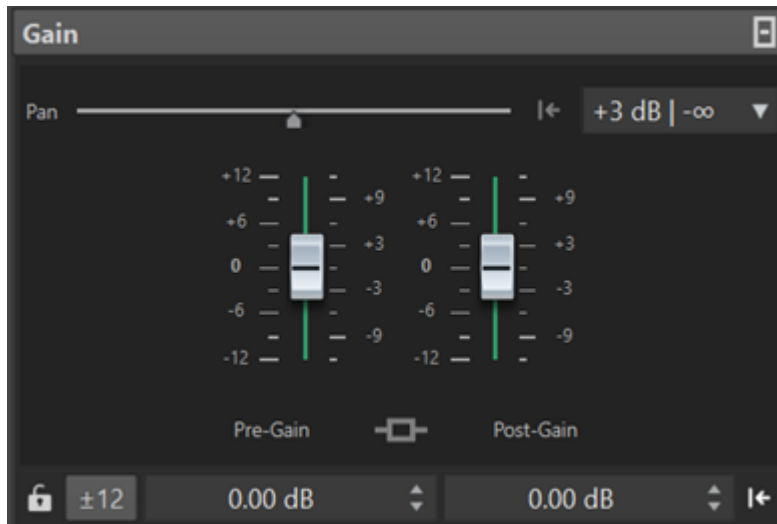 Gain
Pan +3 dB | -∞
+12 +12
+9 +9
+6 +6
+3 +3
0 0
-3 -3
-6 -6
-9 -9
-12 -12
Pre-Gain Post-Gain
±12 0.00 dB 0.00 dB